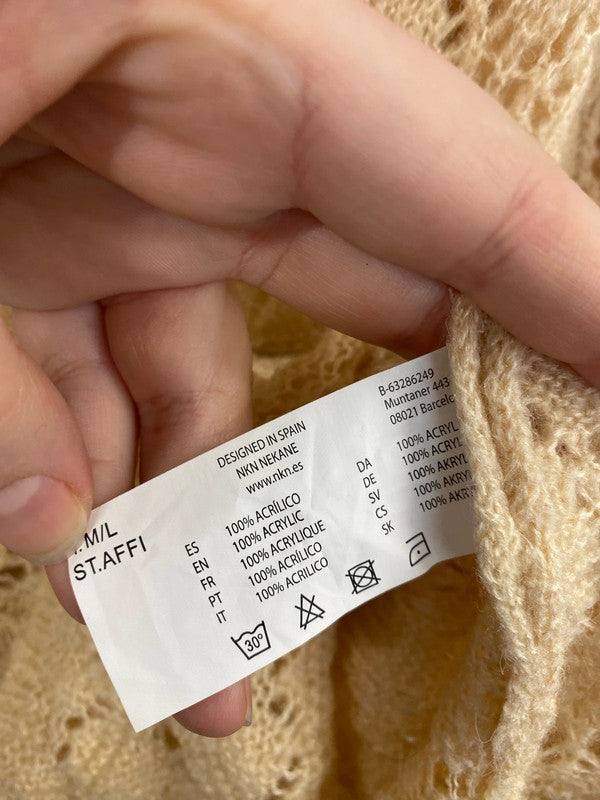 M/L
ST.AFFI
DESIGNED IN SPAIN
NKN NEKANE
www.nkn.es
B-63286249
Muntaner 443
08021
ES 100% ACRÍLICO
EN 100% ACRYLIC
FR 100% ACRYLIQUE
PT 100% ACRÍLICO
IT 100% ACRILICO
DA 100% ACRYL
DE 100% ACRYL
SV 100% AKRYL
CS 100%
SK 100%
30°